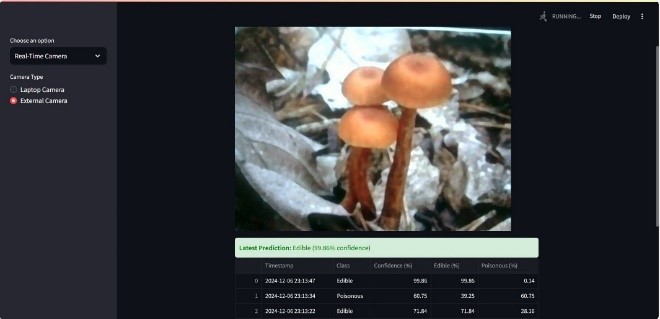 RUNNING... Stop Deploy
Choose an option
Real-Time Camera
Camera Type
Laptop Camera
External Camera
Latest Prediction: Edible (99.86% confidence)
Timestamp Class Confidence (%) Edible (%) Poisonous (%)
0 2024-12-06 23:13:47 Edible 99.86 99.86 0.14
1 2024-12-06 23:13:34 Poisonous 60.75 39.25 60.75
2 2024-12-06 23:13:22 Edible 71.84 71.84 28.16